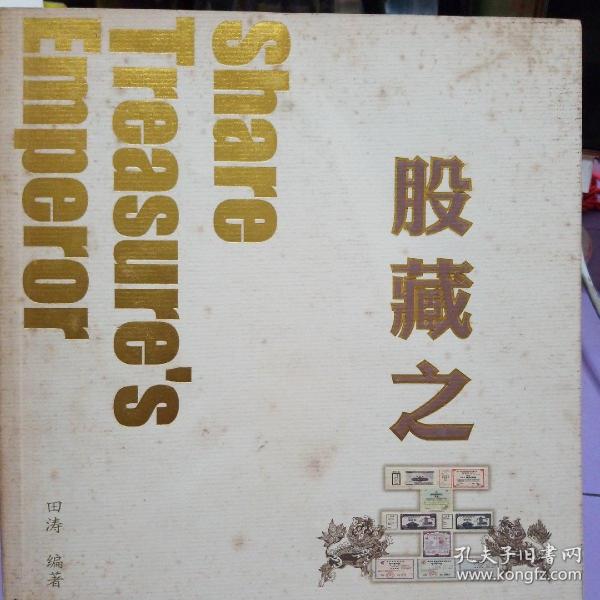 Share
Treasure's
Emperor
股藏之王
田涛 编著
孔夫子旧书网
www.kongfz.com